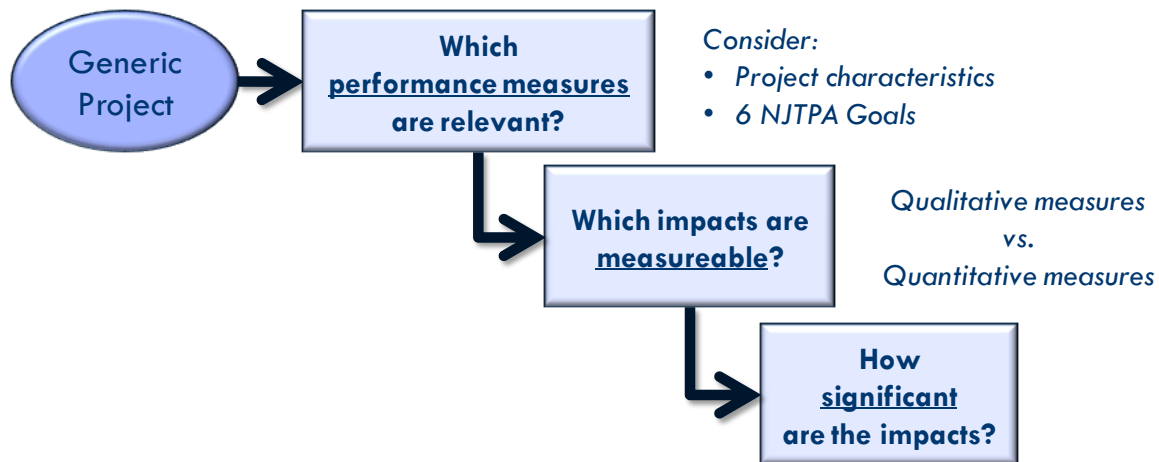 Generic
Project
Which
performance measures
are relevant?
Consider:
• Project characteristics
• 6 NJTPA Goals
Which impacts are
measureable?
Qualitative measures
vs.
Quantitative measures
How
significant
are the impacts?